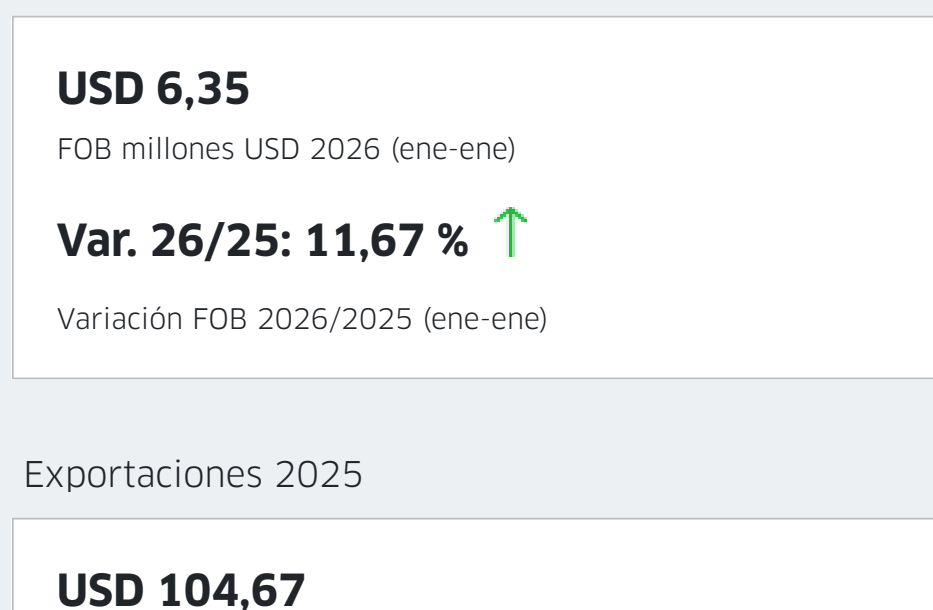 USD 6,35
FOB millones USD 2026 (ene-ene)
Var. 26/25: 11,67 % ↑
Variación FOB 2026/2025 (ene-ene)
Exportaciones 2025
USD 104,67